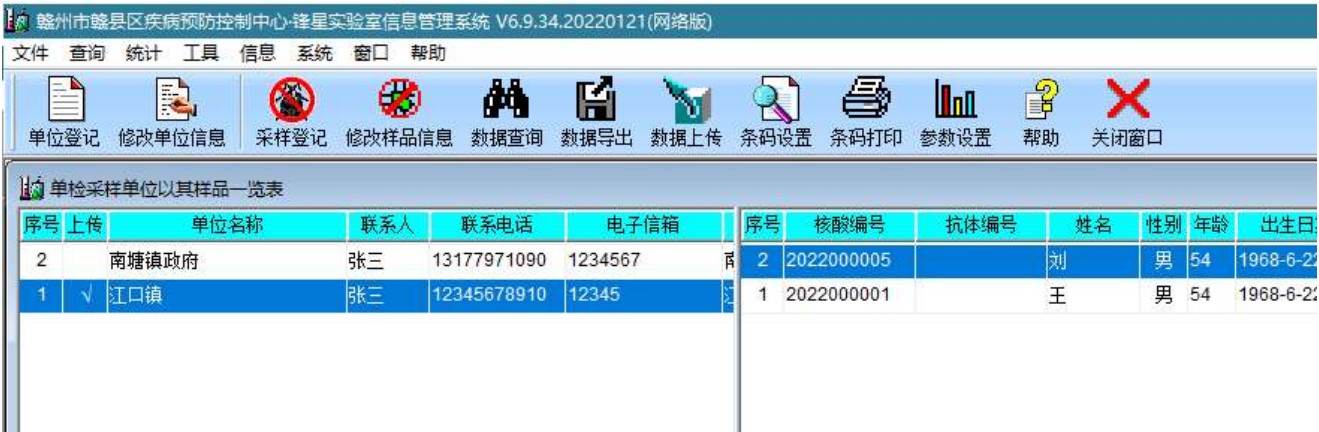 赣州市赣县区疾病预防控制中心·锋星实验室信息管理系统 V6.9.34.20220121(网络版)
文件 查询 统计 工具 信息 系统 窗口 帮助
单位登记 修改单位信息 采样登记 修改样品信息 数据查询 数据导出 数据上传 条码设置 条码打印 参数设置 帮助 关闭窗口
单检采样单位以其样品一览表
序号 上传 单位名称 联系人 联系电话 电子信箱 序号 核酸编号 抗体编号 姓名 性别 年龄 出生日
2 南塘镇政府 张三 13177971090 1234567 2 2022000005 刘 男 54 1968-6-22
1 √ 江口镇 张三 12345678910 12345 1 2022000001 王 男 54 1968-6-22